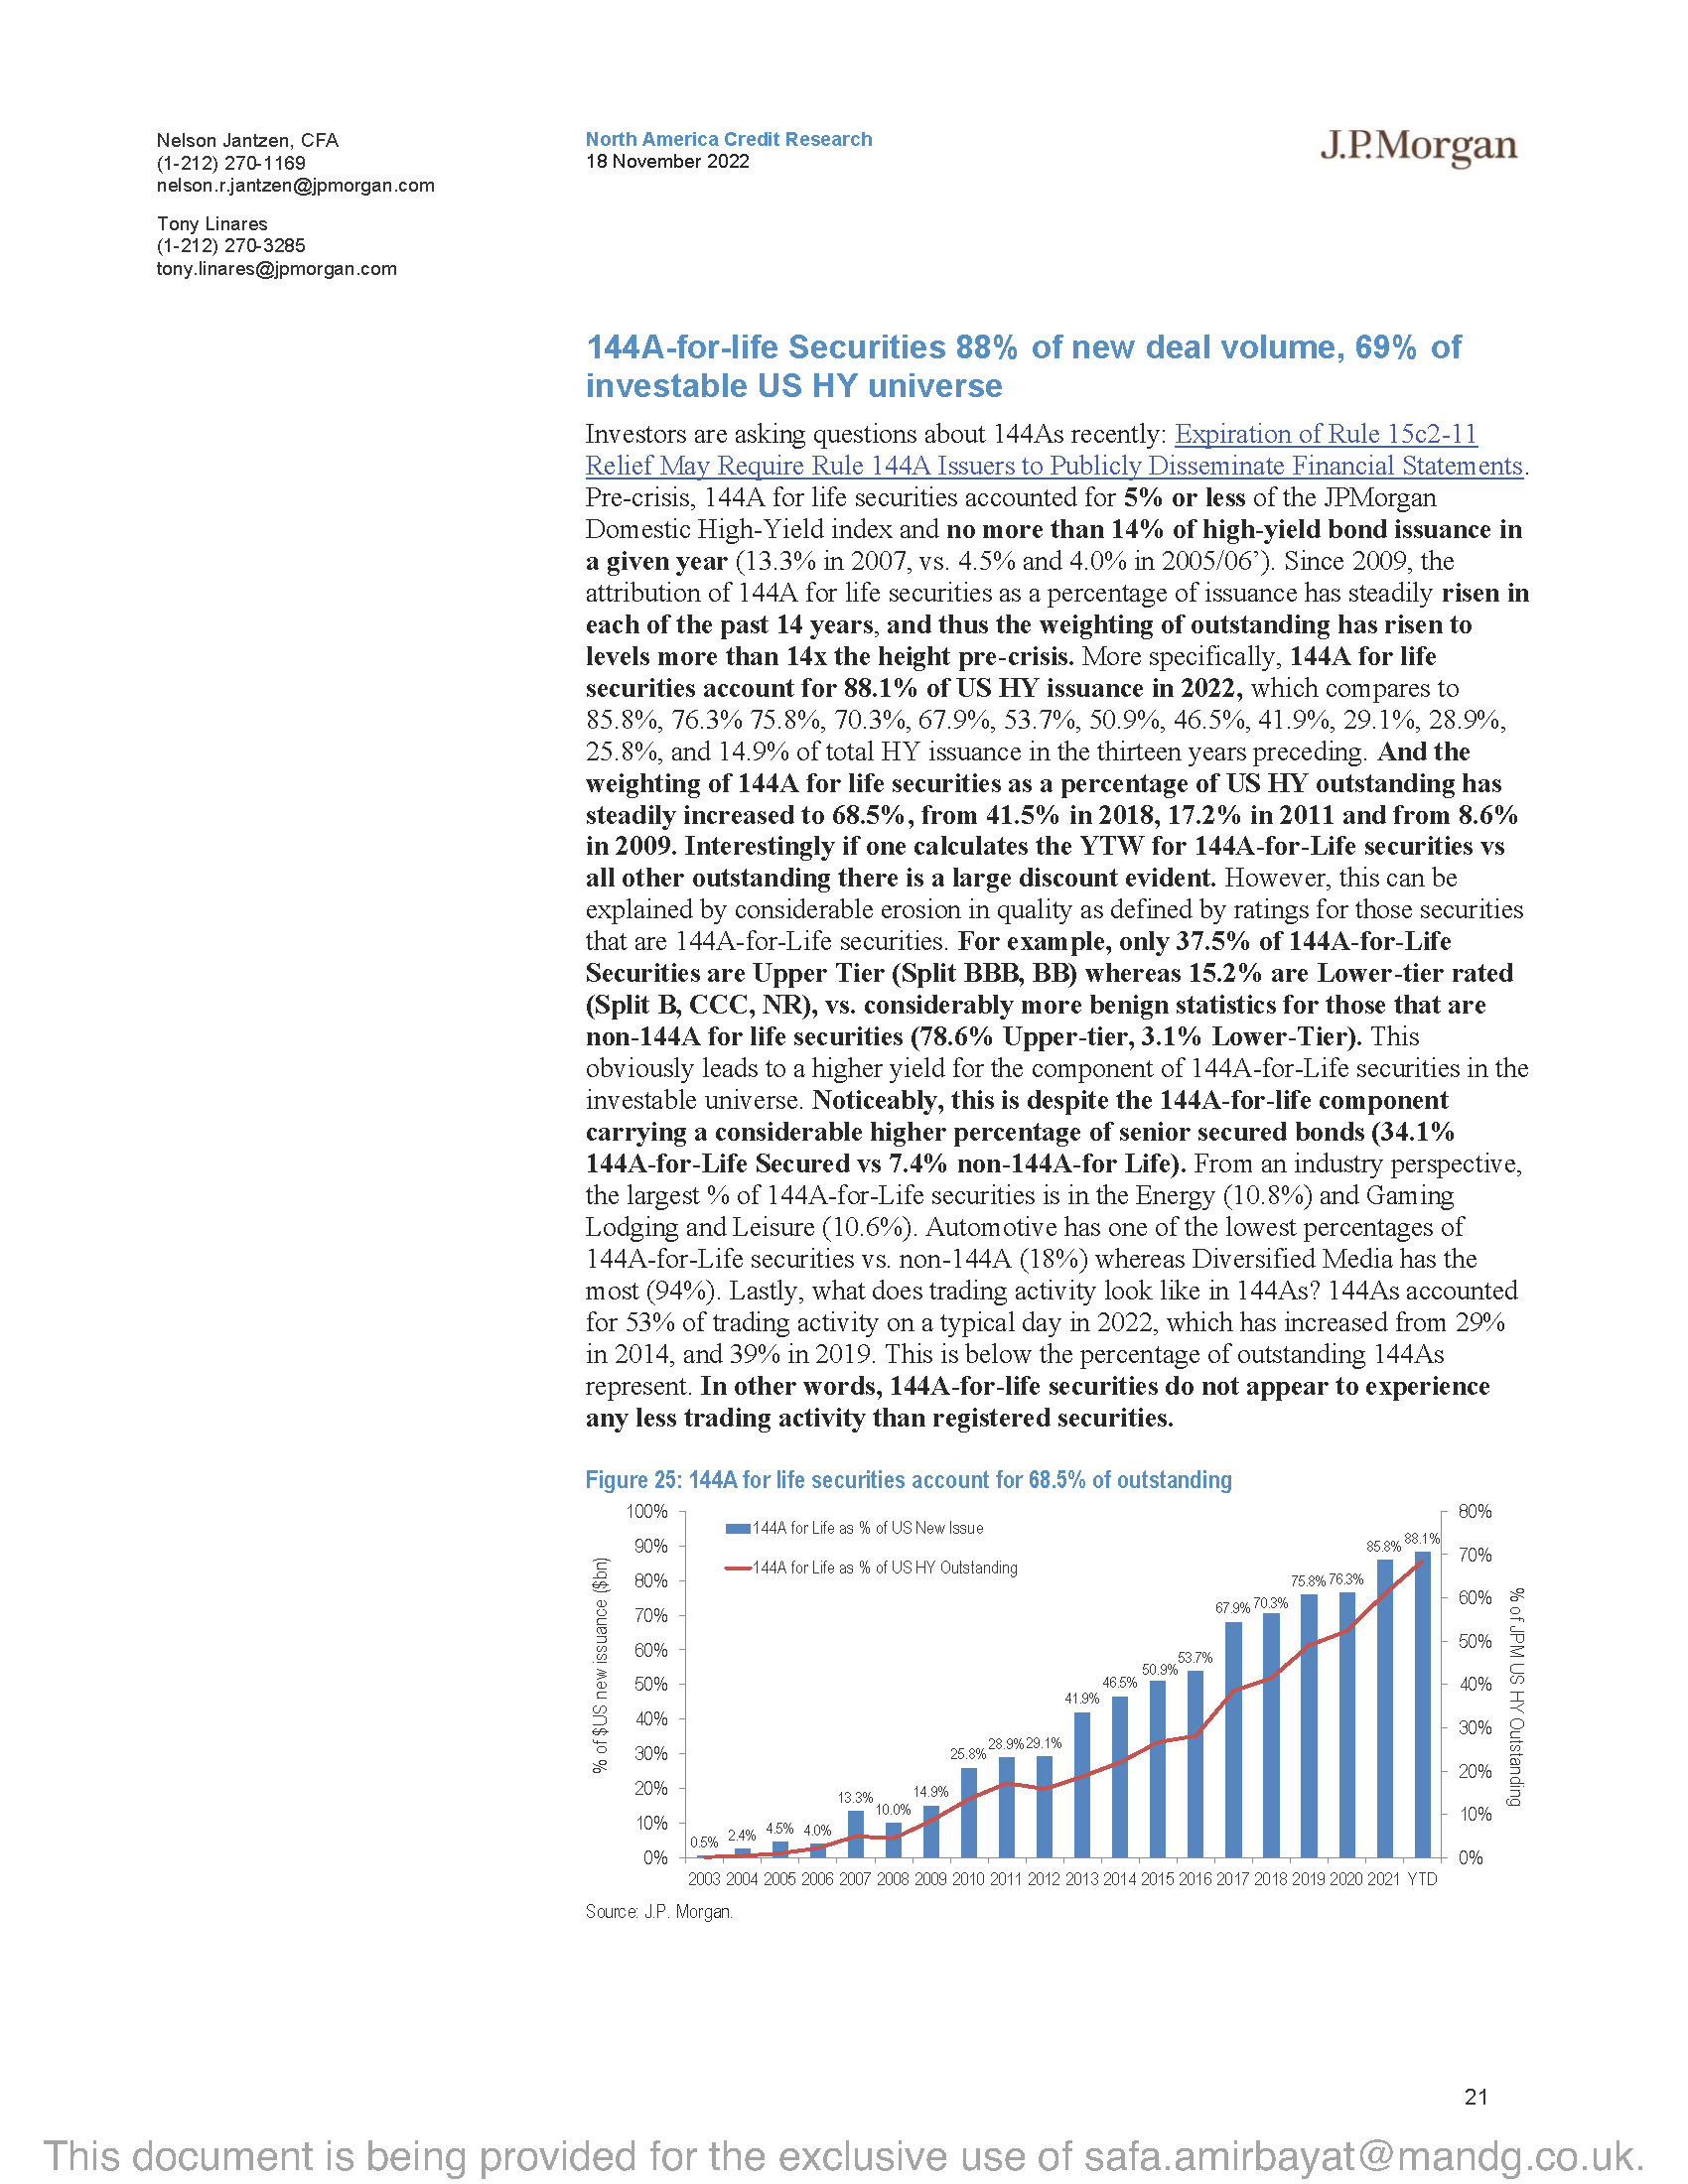 Nelson Jantzen, CFA
(1-212) 270-1169
nelson.r.jantzen@jpmorgan.com
Tony Linares
(1-212) 270-3285
tony.linares@jpmorgan.com
North America Credit Research
18 November 2022
J.P.Morgan
144A-for-life Securities 88% of new deal volume, 69% of
investable US HY universe
Investors are asking questions about 144As recently: Expiration of Rule 15c2-11
Relief May Require Rule 144A Issuers to Publicly Disseminate Financial Statements.
Pre-crisis, 144A for life securities accounted for 5% or less of the JPMorgan
Domestic High-Yield index and no more than 14% of high-yield bond issuance in
a given year (13.3% in 2007, vs. 4.5% and 4.0% in 2005/06’). Since 2009, the
attribution of 144A for life securities as a percentage of issuance has steadily risen in
each of the past 14 years, and thus the weighting of outstanding has risen to
levels more than 14x the height pre-crisis. More specifically, 144A for life
securities account for 88.1% of US HY issuance in 2022, which compares to
85.8%, 76.3% 75.8%, 70.3%, 67.9%, 53.7%, 50.9%, 46.5%, 41.9%, 29.1%, 28.9%,
25.8%, and 14.9% of total HY issuance in the thirteen years preceding. And the
weighting of 144A for life securities as a percentage of US HY outstanding has
steadily increased to 68.5%, from 41.5% in 2018, 17.2% in 2011 and from 8.6%
in 2009. Interestingly if one calculates the YTW for 144A-for-Life securities vs
all other outstanding there is a large discount evident. However, this can be
explained by considerable erosion in quality as defined by ratings for those securities
that are 144A-for-Life securities. For example, only 37.5% of 144A-for-Life
Securities are Upper Tier (Split BBB, BB) whereas 15.2% are Lower-tier rated
(Split B, CCC, NR), vs. considerably more benign statistics for those that are
non-144A for life securities (78.6% Upper-tier, 3.1% Lower-Tier). This
obviously leads to a higher yield for the component of 144A-for-Life securities in the
investable universe. Noticeably, this is despite the 144A-for-life component
carrying a considerable higher percentage of senior secured bonds (34.1%
144A-for-Life Secured vs 7.4% non-144A-for Life). From an industry perspective,
the largest % of 144A-for-Life securities is in the Energy (10.8%) and Gaming
Lodging and Leisure (10.6%). Automotive has one of the lowest percentages of
144A-for-Life securities vs. non-144A (18%) whereas Diversified Media has the
most (94%). Lastly, what does trading activity look like in 144As? 144As accounted
for 53% of trading activity on a typical day in 2022, which has increased from 29%
in 2014, and 39% in 2019. This is below the percentage of outstanding 144As
represent. In other words, 144A-for-life securities do not appear to experience
any less trading activity than registered securities.
Figure 25: 144A for life securities account for 68.5% of outstanding
% of $US new issuance ($bn)
100%
90%
80%
70%
60%
50%
40%
30%
20%
10%
0%
144A for Life as % of US New Issue
144A for Life as % of US HY Outstanding
0.5% 2.4% 4.5% 4.0% 13.3% 10.0% 14.9% 25.8% 28.9% 29.1% 41.9% 46.5% 50.9% 53.7% 67.9% 70.3% 75.8% 76.3% 85.8% 88.1%
80%
70%
60%
50%
40%
30%
20%
10%
0%
% of JPM US HY Outstanding
2003 2004 2005 2006 2007 2008 2009 2010 2011 2012 2013 2014 2015 2016 2017 2018 2019 2020 2021 YTD
Source: J.P. Morgan.
21
This document is being provided for the exclusive use of safa.amirbayat@mandg.co.uk.